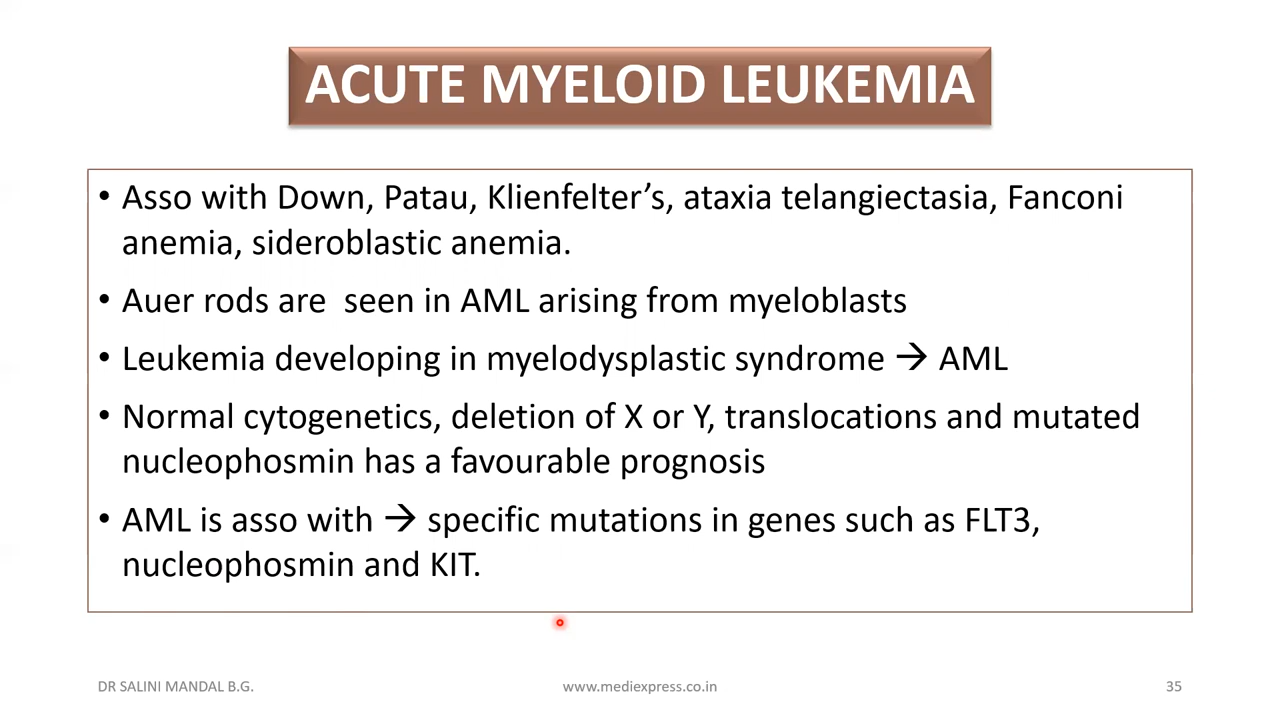 ACUTE MYELOID LEUKEMIA
• Asso with Down, Patau, Klienfelter’s, ataxia telangiectasia, Fanconi
anemia, sideroblastic anemia.
• Auer rods are  seen in AML arising from myeloblasts
• Leukemia developing in myelodysplastic syndrome → AML
• Normal cytogenetics, deletion of X or Y, translocations and mutated
nucleophosmin has a favourable prognosis
• AML is asso with → specific mutations in genes such as FLT3,
nucleophosmin and KIT.
DR SALINI MANDAL B.G.
www.mediexpress.co.in
35